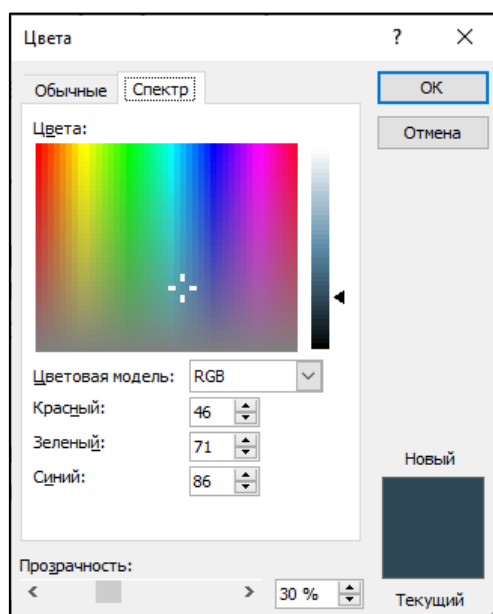 Цвета ? ×
Обычные Спектр
ОК
Отмена
Цвета:
Цветовая модель: RGB
Красный: 46
Зеленый: 71
Синий: 86
Новый
Прозрачность:
30 %
Текущий